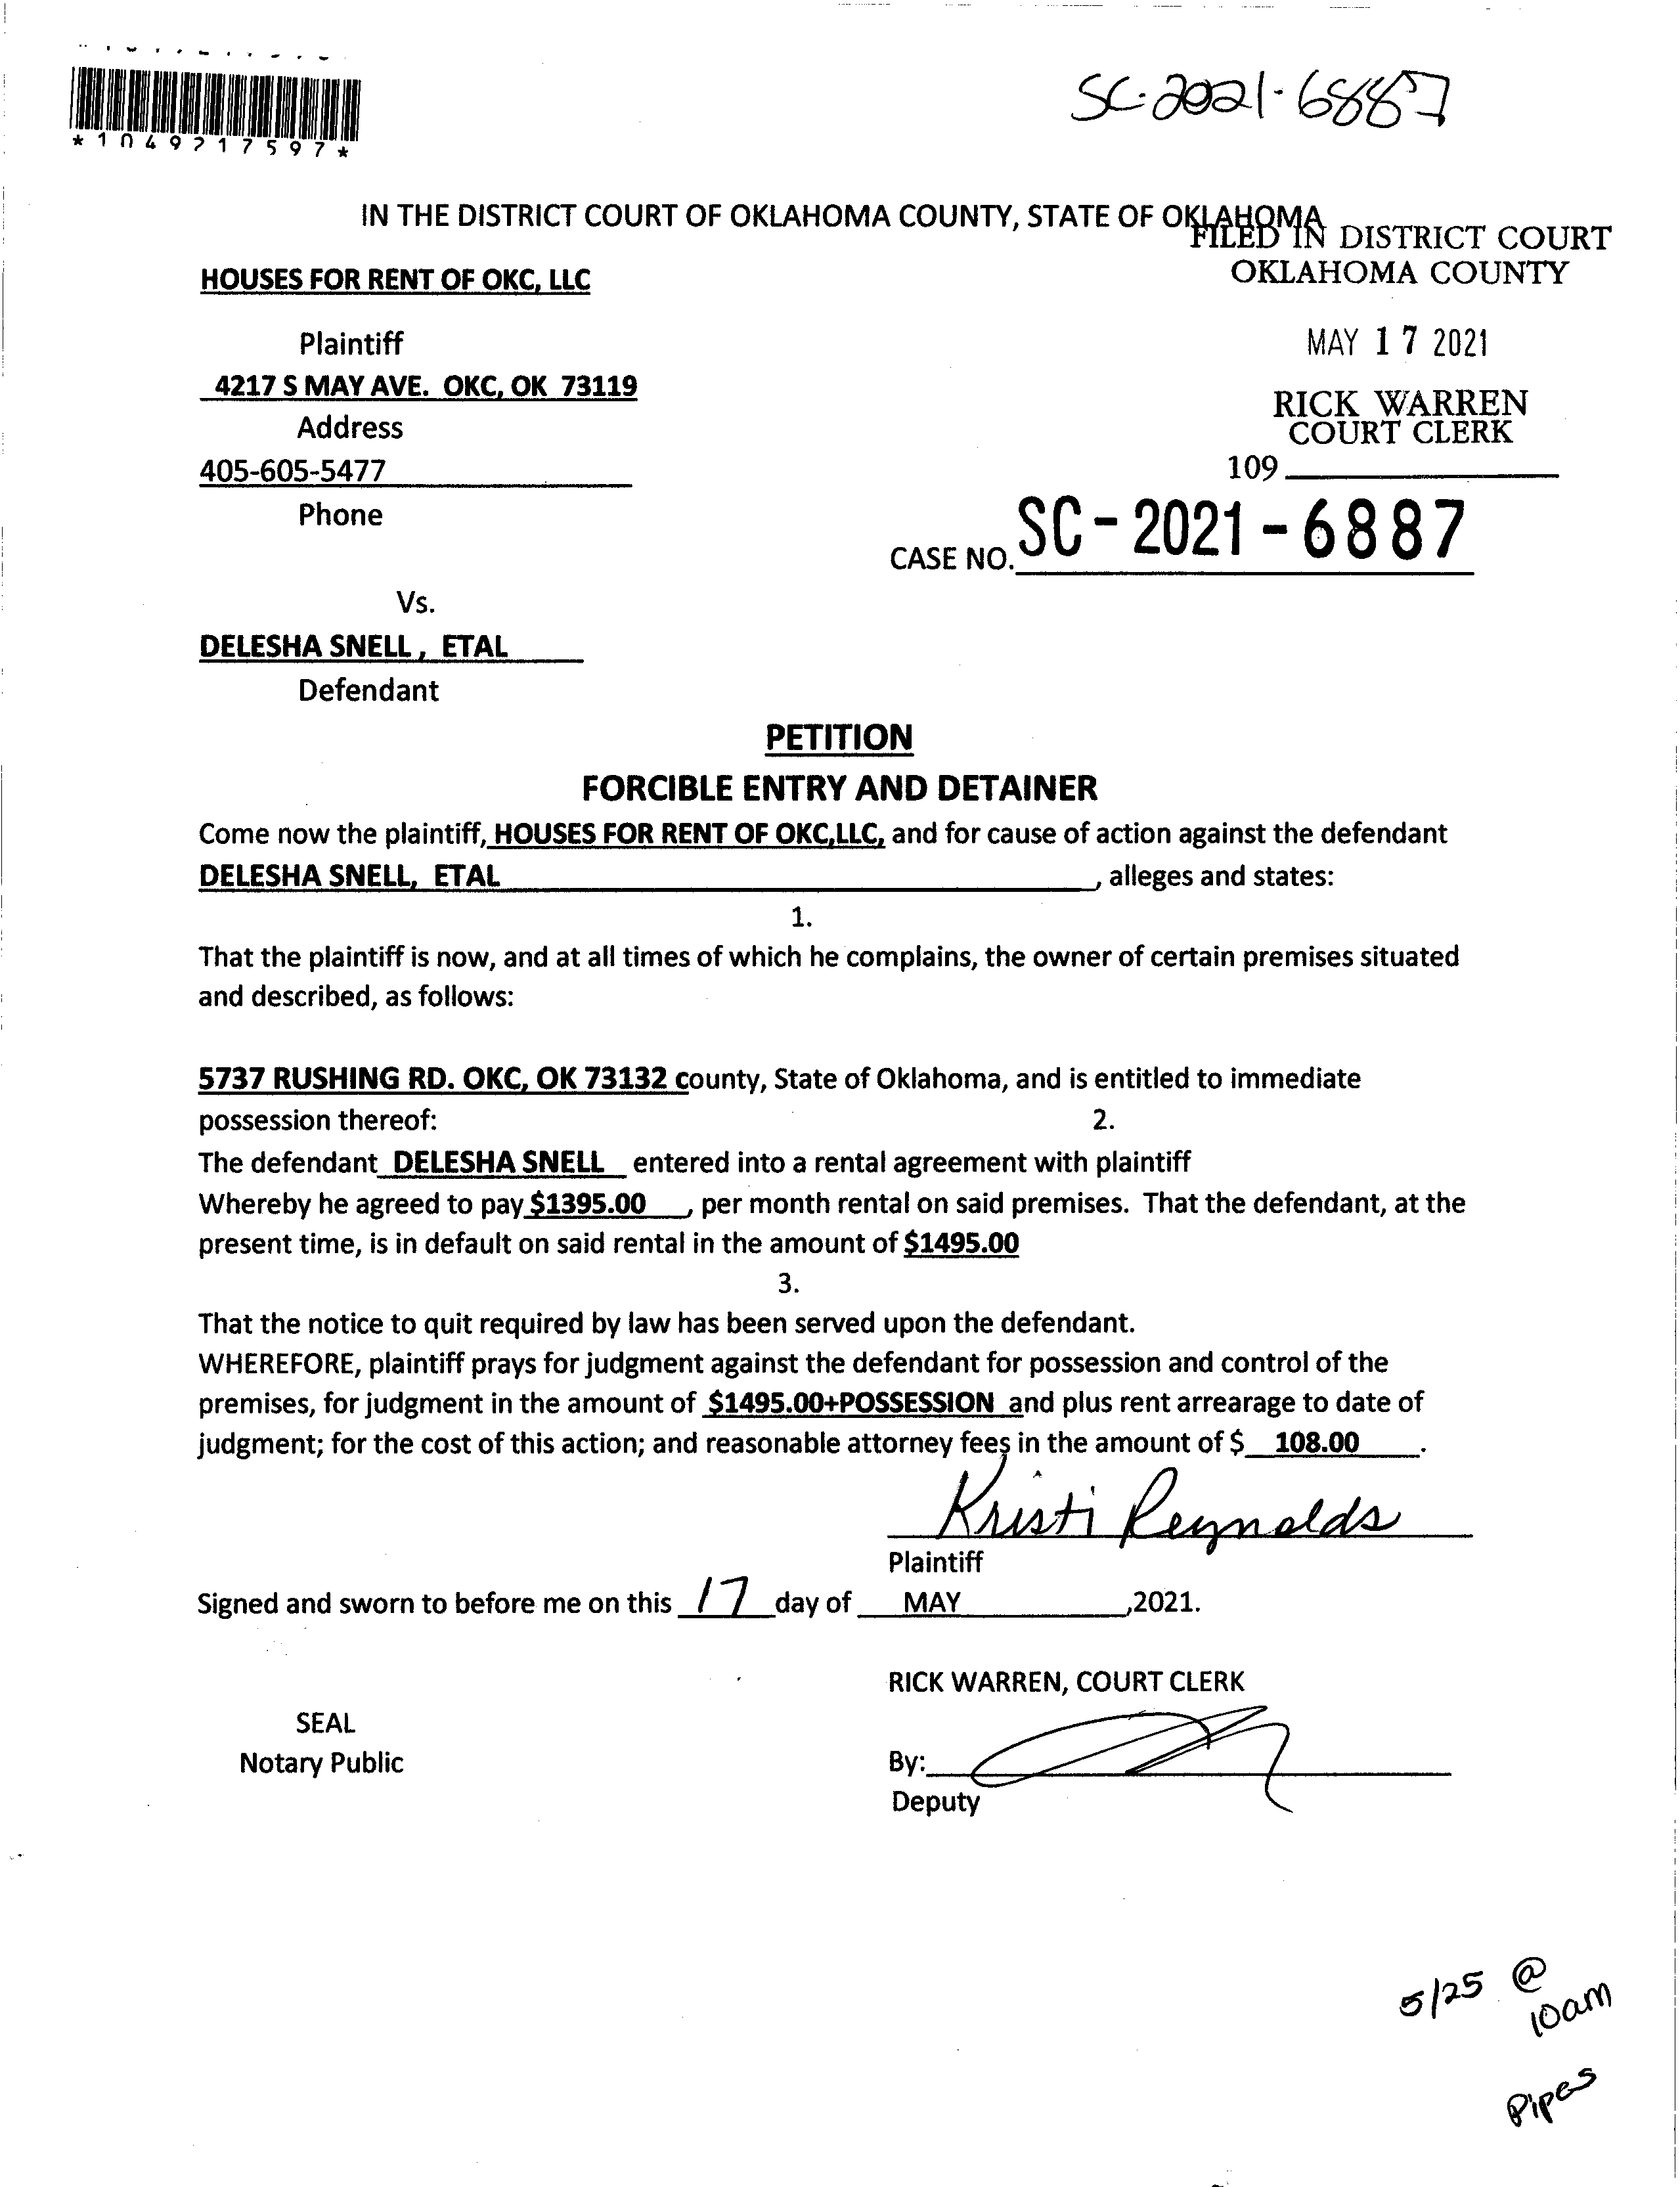 SC-2021-6887
*1049217597*
IN THE DISTRICT COURT OF OKLAHOMA COUNTY, STATE OF OKLAHOMA
FILED IN DISTRICT COURT
OKLAHOMA COUNTY
HOUSES FOR RENT OF OKC, LLC
Plaintiff
MAY 17 2021
4217 S MAY AVE. OKC, OK 73119
RICK WARREN
Address
COURT CLERK
405-605-5477
109
Phone
CASE NO. SC-2021-6887
Vs.
DELESHA SNELL, ETAL
Defendant
PETITION
FORCIBLE ENTRY AND DETAINER
Come now the plaintiff, HOUSES FOR RENT OF OKC,LLC, and for cause of action against the defendant
DELESHA SNELL, ETAL, alleges and states:
1.
That the plaintiff is now, and at all times of which he complains, the owner of certain premises situated
and described, as follows:
5737 RUSHING RD. OKC, OK 73132 county, State of Oklahoma, and is entitled to immediate
possession thereof: 2.
The defendant DELESHA SNELL entered into a rental agreement with plaintiff
Whereby he agreed to pay $1395.00, per month rental on said premises. That the defendant, at the
present time, is in default on said rental in the amount of $1495.00
3.
That the notice to quit required by law has been served upon the defendant.
WHEREFORE, plaintiff prays for judgment against the defendant for possession and control of the
premises, for judgment in the amount of $1495.00+POSSESSION and plus rent arrearage to date of
judgment; for the cost of this action; and reasonable attorney fees in the amount of $ 108.00.
Kristi Reynolds
Plaintiff
Signed and sworn to before me on this 17 day of MAY, 2021.
RICK WARREN, COURT CLERK
SEAL
Notary Public
By:
Deputy
5/25 @
10am
Pipes